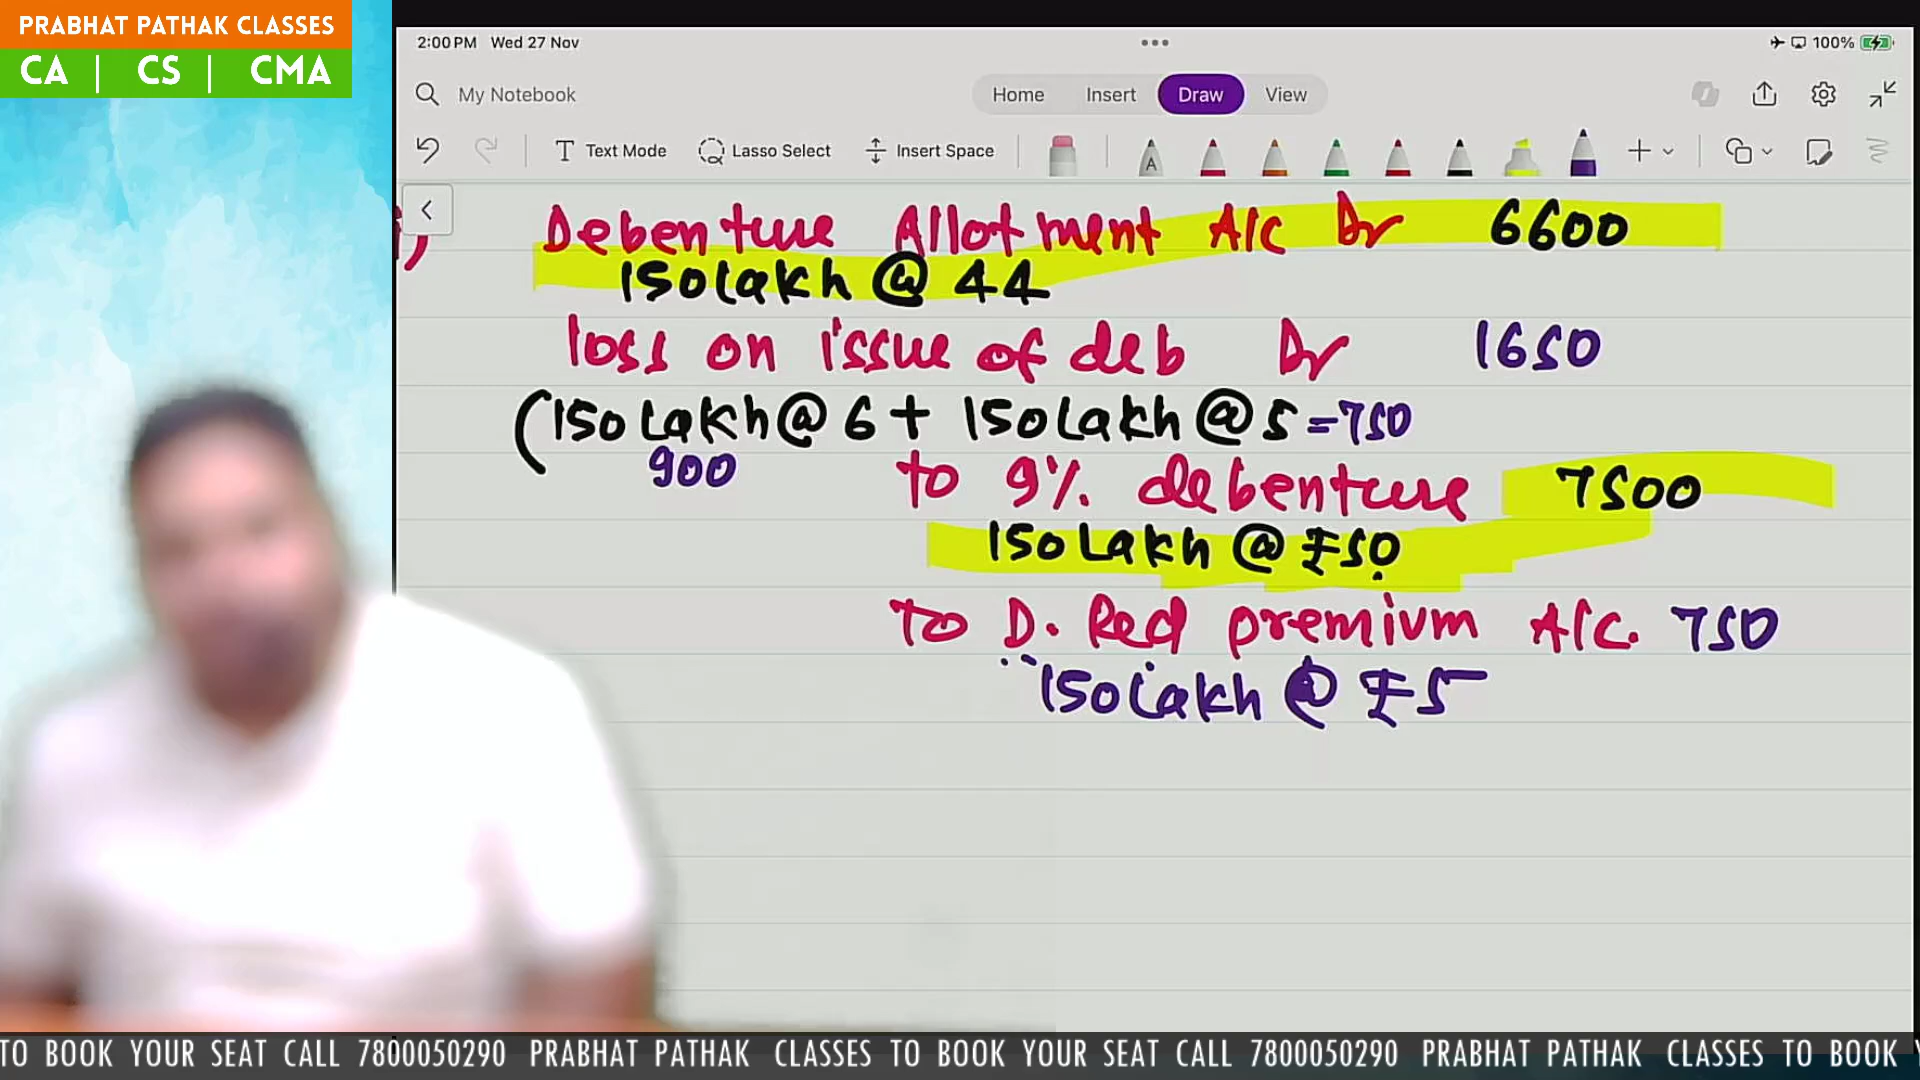 PRABHAT PATHAK CLASSES
CA | CS | CMA
2:00 PM Wed 27 Nov
100%
My Notebook
Home Insert Draw View
T Text Mode Lasso Select Insert Space
A
Debenture Allotment A/c Dr 6600
150 lakh @ 44
loss on issue of deb Dr 1650
(150 Lakh @ 6 + 150 Lakh @ 5 = 750
900
to 9% debenture 7500
150 Lakh @ ₹50
to D. Red premium A/c. 750
150 Lakh @ ₹5
TO BOOK YOUR SEAT CALL 7800050290 PRABHAT PATHAK CLASSES TO BOOK YOUR SEAT CALL 7800050290 PRABHAT PATHAK CLASSES TO BOOK